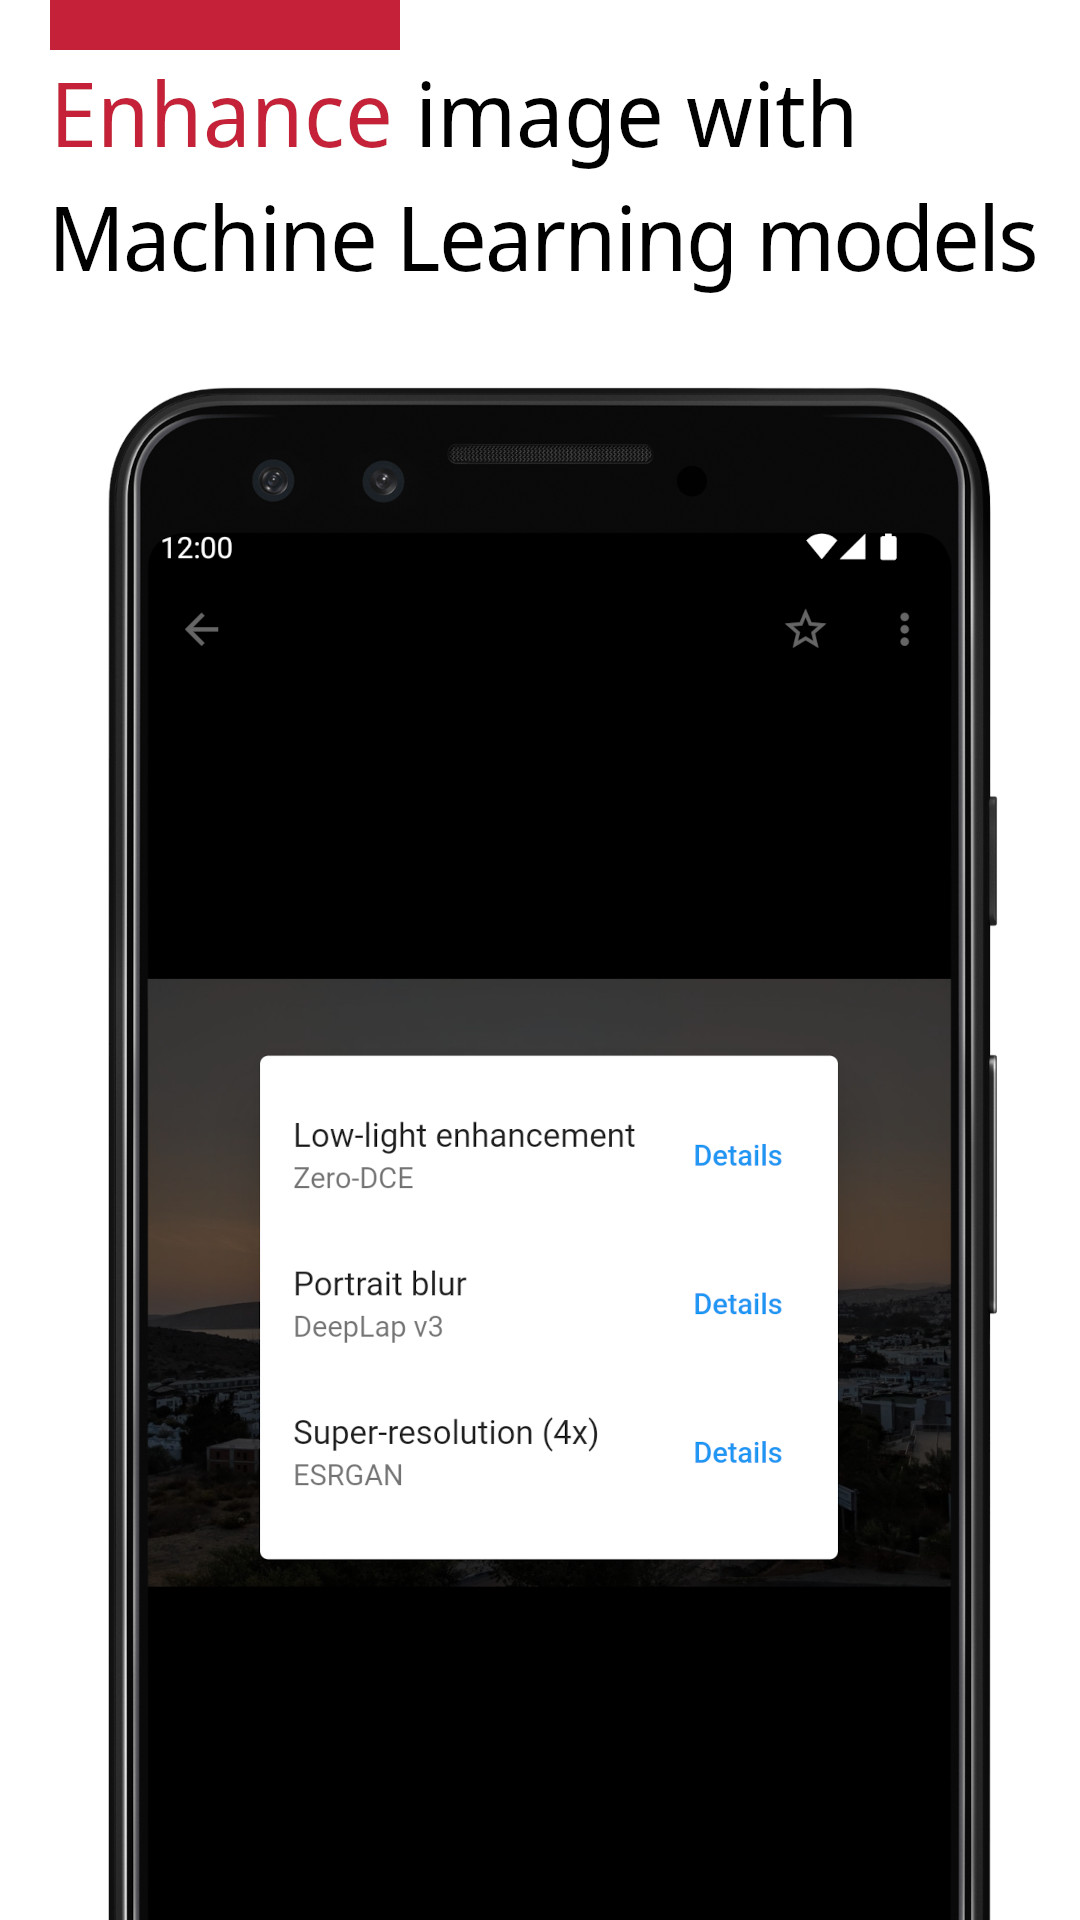 Enhance image with
Machine Learning models
12:00
Low-light enhancement
Zero-DCE
Details
Portrait blur
DeepLap v3
Details
Super-resolution (4x)
ESRGAN
Details